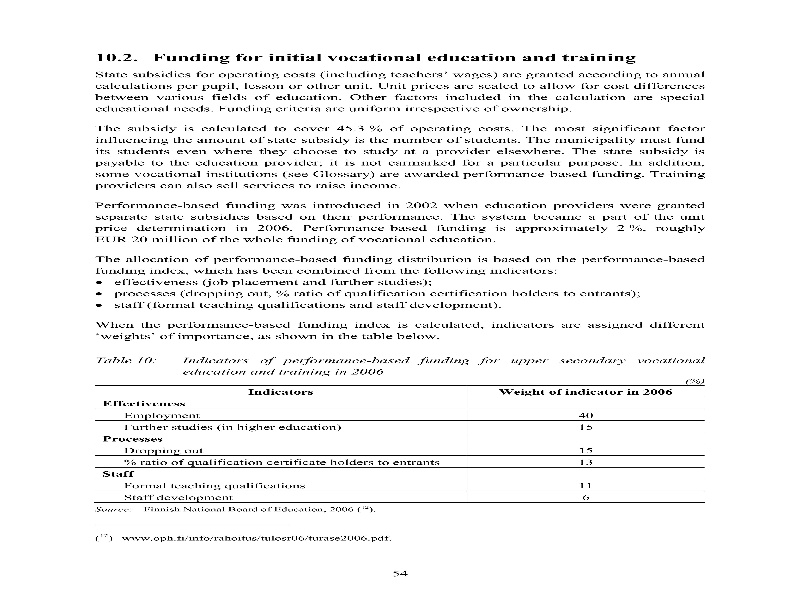 10.2. Funding for initial vocational education and training
State subsidies for operating costs (including teachers' wages) are granted according to annual
calculations per pupil, lesson or other unit. Unit prices are scaled to allow for cost differences
between various fields of education. Other factors included in the calculation are special
educational needs. Funding criteria are uniform irrespective of ownership.
The subsidy is calculated to cover 45.3 % of operating costs. The most significant factor
influencing the amount of state subsidy is the number of students. The municipality must fund
its students even where they choose to study at a provider elsewhere. The state subsidy is
payable to the education provider, it is not earmarked for a particular purpose. In addition,
some vocational institutions (see Glossary) are awarded performance based funding. Training
providers can also sell services to raise income.
Performance-based funding was introduced in 2002 when education providers were granted
separate state subsidies based on their performance. The system became a part of the unit
price determination in 2006. Performance-based funding is approximately 2 %, roughly
EUR 20 million of the whole funding of vocational education.
The allocation of performance-based funding distribution is based on the performance-based
funding index, which has been combined from the following indicators:
• effectiveness (job placement and further studies);
• processes (dropping out, % ratio of qualification certification holders to entrants);
• staff (formal teaching qualifications and staff development).
When the performance-based funding index is calculated, indicators are assigned different
'weights' of importance, as shown in the table below.
Table 10: Indicators of performance-based funding for upper secondary vocational
education and training in 2006
(%)
Indicators Weight of indicator in 2006
Effectiveness
Employment 40
Further studies (in higher education) 15
Processes
Dropping out 15
% ratio of qualification certificate holders to entrants 13
Staff
Formal teaching qualifications 11
Staff development 6
Source: Finnish National Board of Education, 2006
www.oph.fi/info/rahoitus/tulosr06/turase2006.pdf.
54